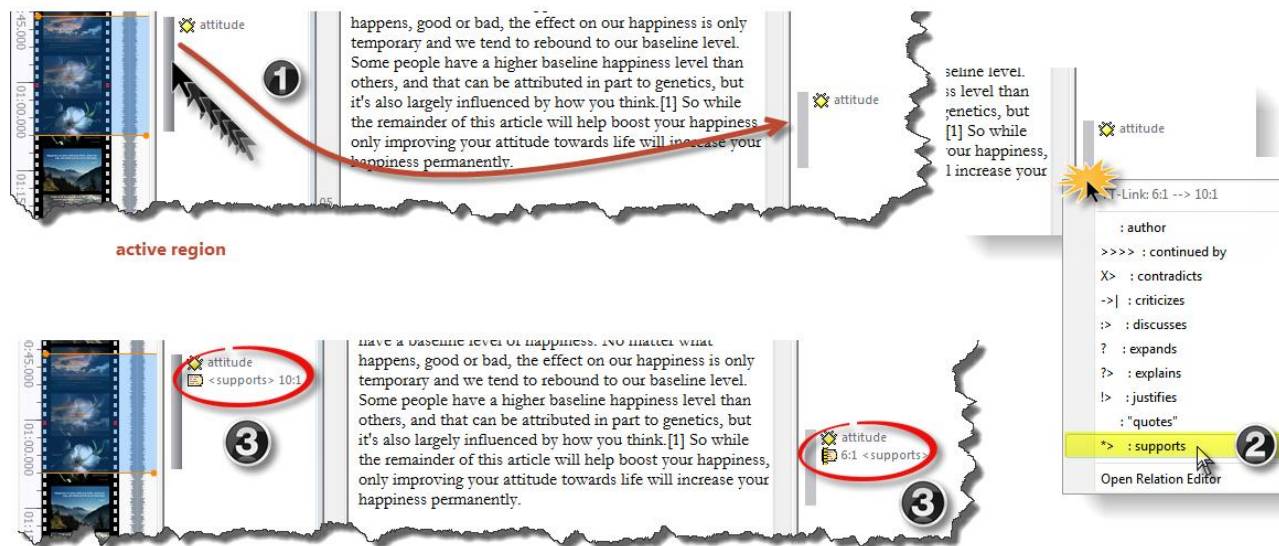 :45.000
01:00.000
01:15
attitude
1
happens, good or bad, the effect on our happiness is only
temporary and we tend to rebound to our baseline level.
Some people have a higher baseline happiness level than
others, and that can be attributed in part to genetics, but
it's also largely influenced by how you think.[1] So while
the remainder of this article will help boost your happiness
only improving your attitude towards life will increase your
happiness permanently.
05
attitude
active region
seline level.
ss level than
genetics, but
[1] So while
our happiness,
l increase your
attitude
T-Link: 6:1 --> 10:1
: author
>>>> : continued by
X> : contradicts
->| : criticizes
:> : discusses
? : expands
?> : explains
!> : justifies
: "quotes"
*> : supports
2
Open Relation Editor
0:45.000
01:00.000
01:1
attitude
<supports> 10:1
3
have a baseline level of happiness. No matter what
happens, good or bad, the effect on our happiness is only
temporary and we tend to rebound to our baseline level.
Some people have a higher baseline happiness level than
others, and that can be attributed in part to genetics, but
it's also largely influenced by how you think.[1] So while
the remainder of this article will help boost your happiness,
only improving your attitude towards life will increase your
happiness permanently.
attitude
6:1 <supports>
3